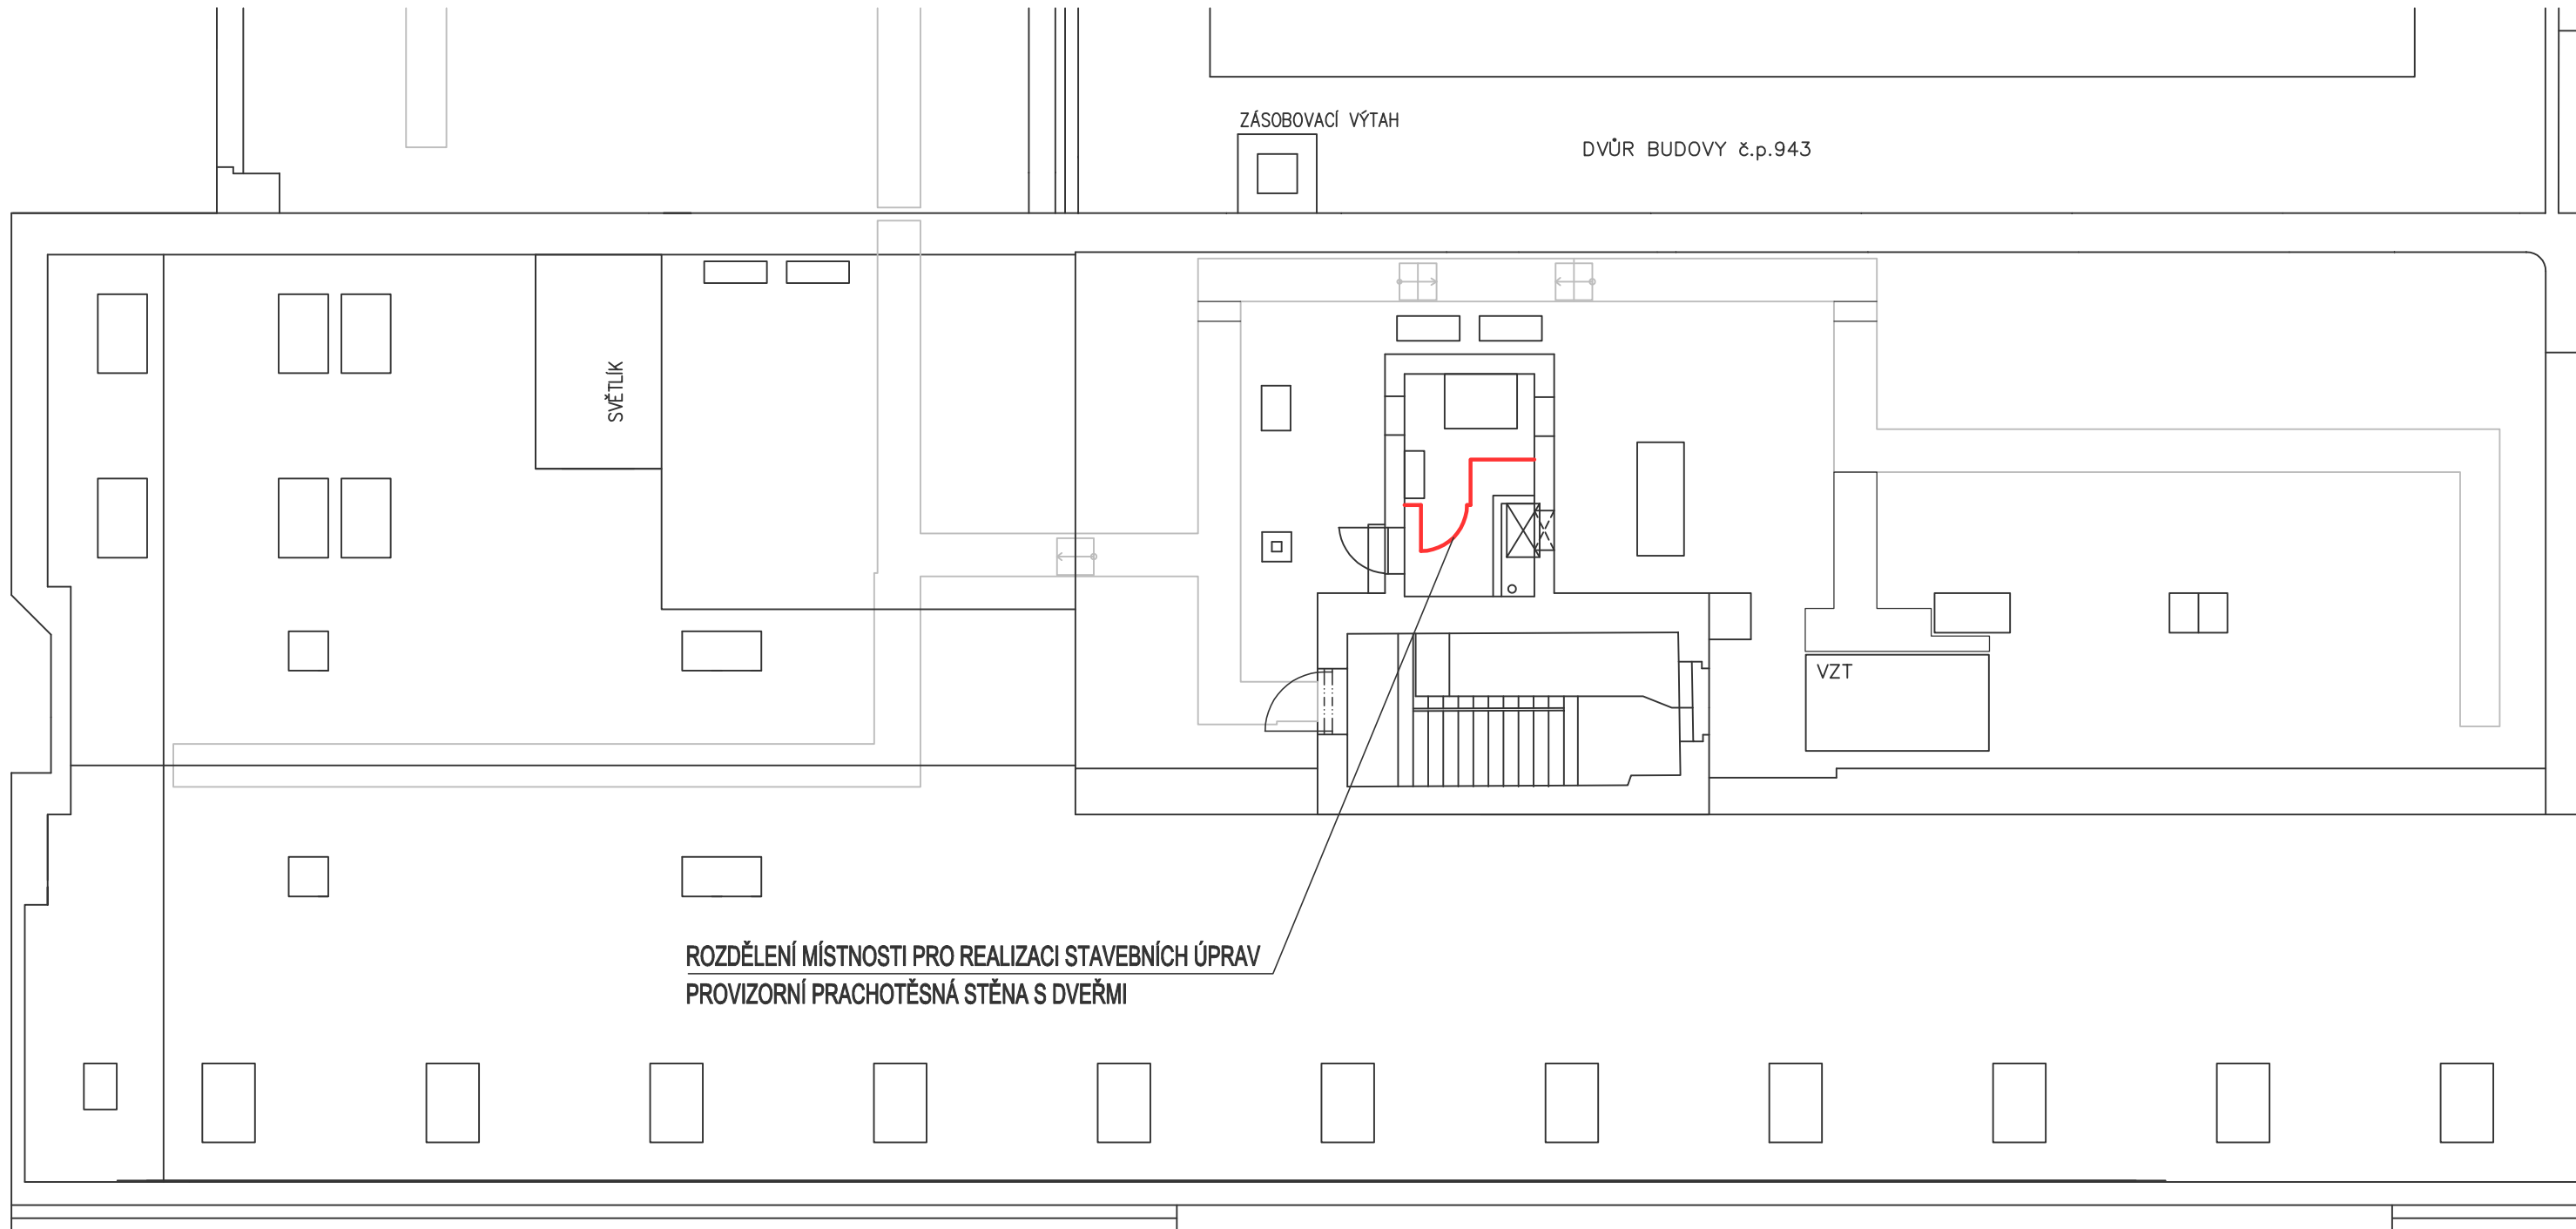 ZÁSOBOVACÍ VÝTAH
DVŮR BUDOVY č.p.943
SVĚTLÍK
VZT
ROZDĚLENÍ MÍSTNOSTI PRO REALIZACI STAVEBNÍCH ÚPRAV
PROVIZORNÍ PRACHOTĚSNÁ STĚNA S DVEŘMI